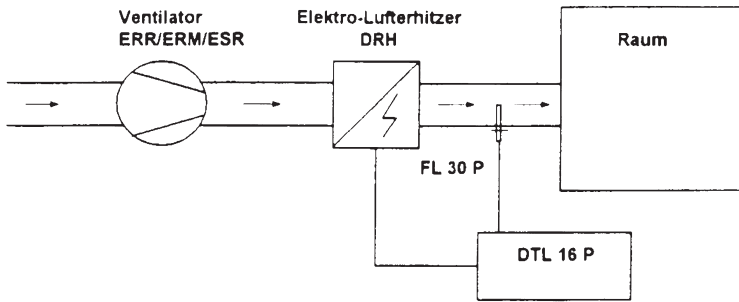 Ventilator
ERR/ERM/ESR
Elektro-Lufterhitzer
DRH
Raum
FL 30 P
DTL 16 P